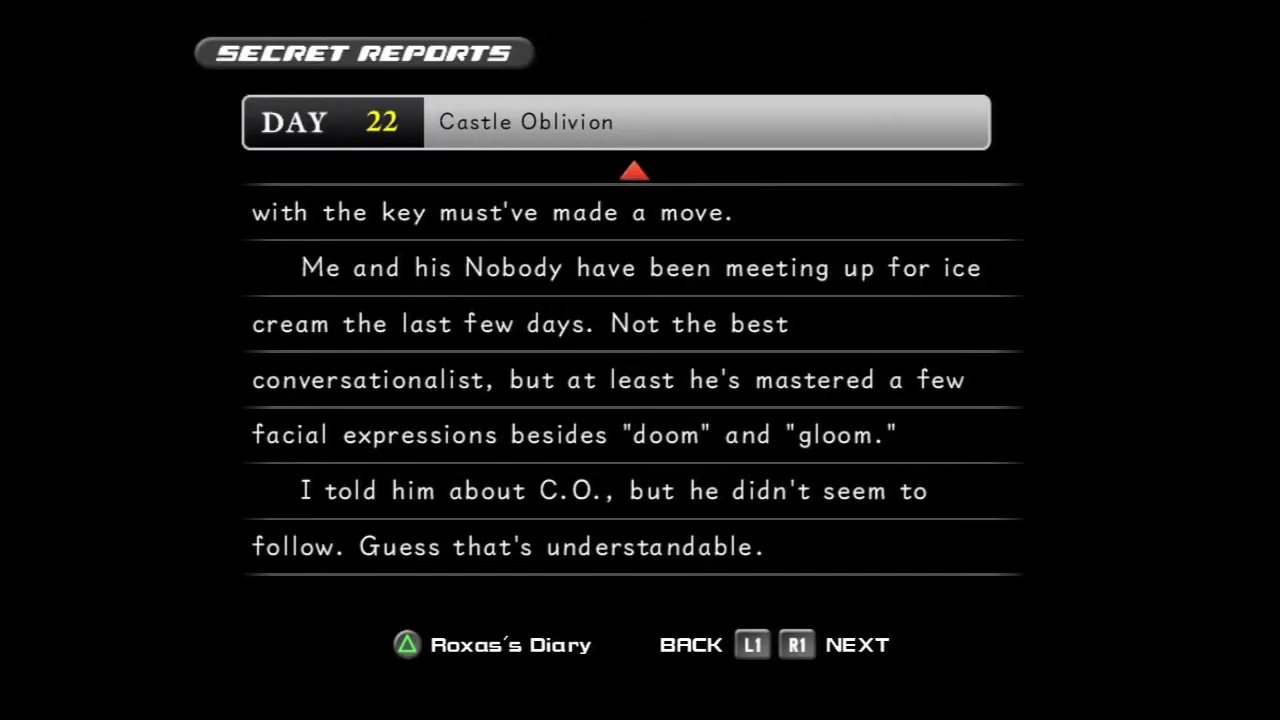 SECRET REPORTS
DAY 22 Castle Oblivion
with the key must've made a move.
Me and his Nobody have been meeting up for ice
cream the last few days. Not the best
conversationalist, but at least he's mastered a few
facial expressions besides "doom" and "gloom."
I told him about C.O., but he didn't seem to
follow. Guess that's understandable.
Roxas's Diary BACK L1 R1 NEXT